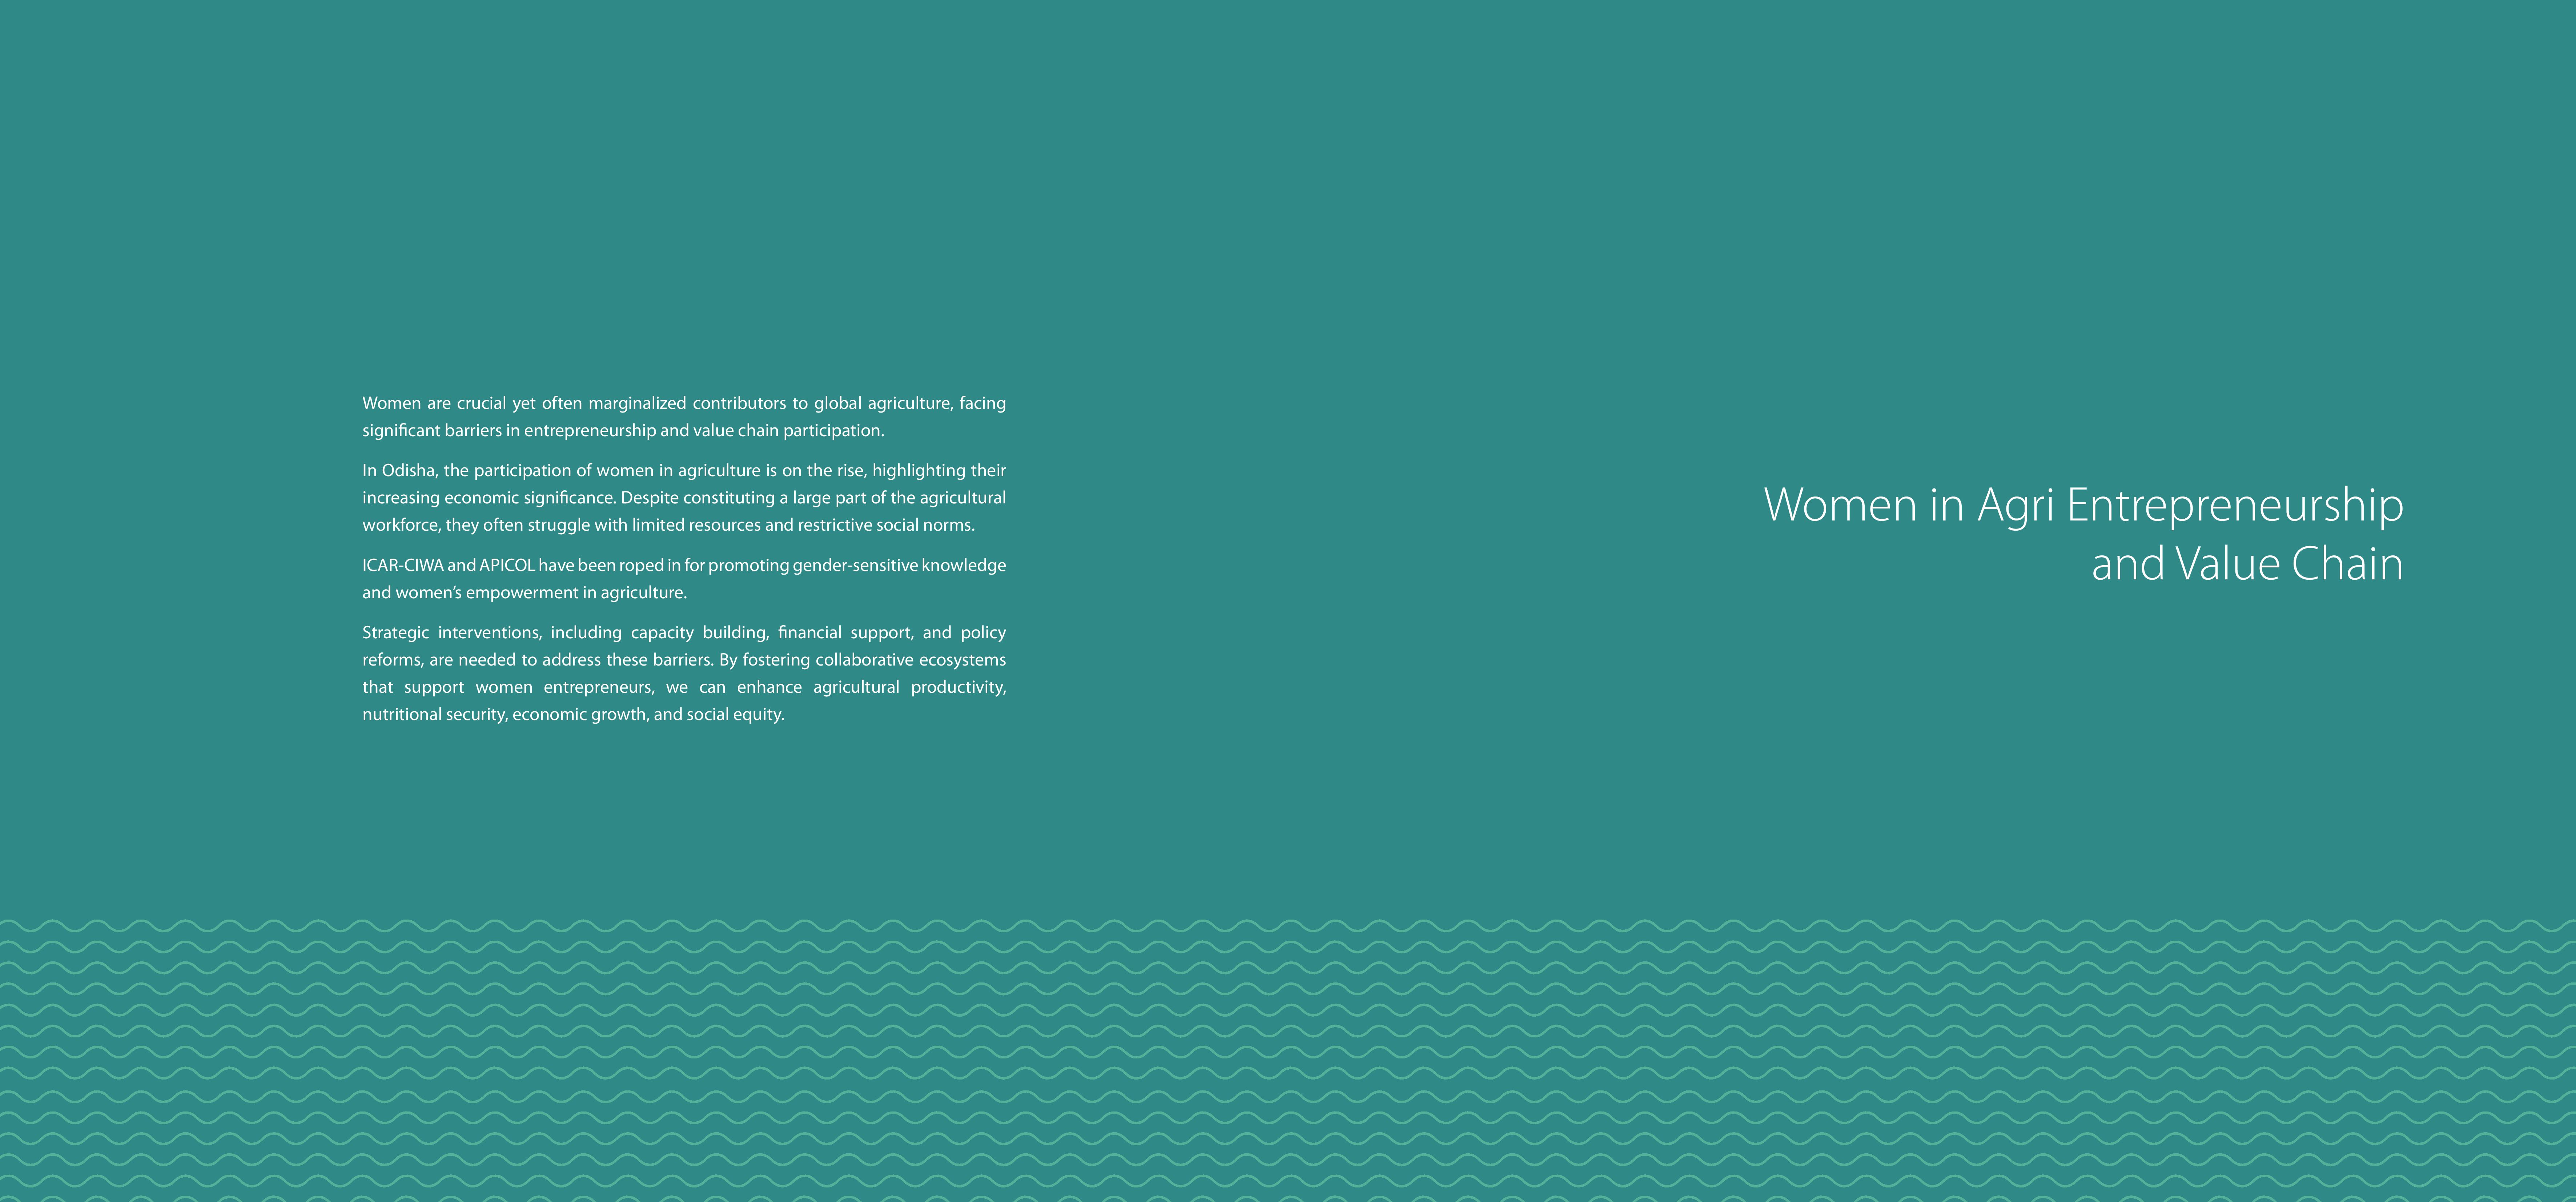 Women are crucial yet often marginalized contributors to global agriculture, facing
significant barriers in entrepreneurship and value chain participation.
In Odisha, the participation of women in agriculture is on the rise, highlighting their
increasing economic significance. Despite constituting a large part of the agricultural
workforce, they often struggle with limited resources and restrictive social norms.
ICAR-CIWA and APICOL have been roped in for promoting gender-sensitive knowledge
and women’s empowerment in agriculture.
Strategic interventions, including capacity building, financial support, and policy
reforms, are needed to address these barriers. By fostering collaborative ecosystems
that support women entrepreneurs, we can enhance agricultural productivity,
nutritional security, economic growth, and social equity.
Women in Agri Entrepreneurship
and Value Chain